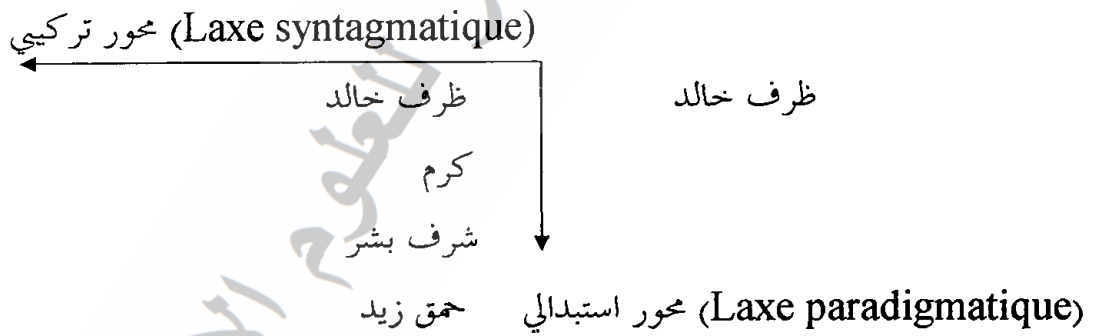 محور تركيبي (Laxe syntagmatique)
ظرف خالد ظرف خالد
كرم
شرف بشر
محور استبدالي (Laxe paradigmatique) حمق زيد